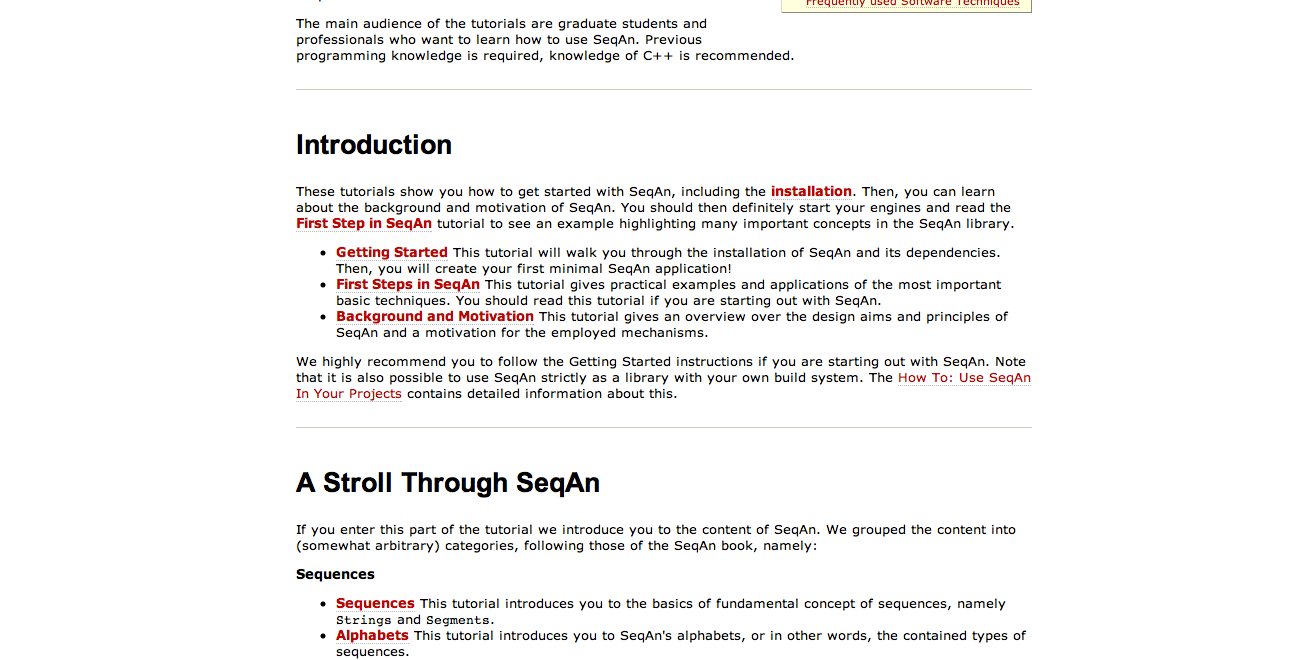 Frequently used Software Techniques
The main audience of the tutorials are graduate students and
professionals who want to learn how to use SeqAn. Previous
programming knowledge is required, knowledge of C++ is recommended.
Introduction
These tutorials show you how to get started with SeqAn, including the installation. Then, you can learn
about the background and motivation of SeqAn. You should then definitely start your engines and read the
First Step in SeqAn tutorial to see an example highlighting many important concepts in the SeqAn library.
• Getting Started This tutorial will walk you through the installation of SeqAn and its dependencies.
Then, you will create your first minimal SeqAn application!
• First Steps in SeqAn This tutorial gives practical examples and applications of the most important
basic techniques. You should read this tutorial if you are starting out with SeqAn.
• Background and Motivation This tutorial gives an overview over the design aims and principles of
SeqAn and a motivation for the employed mechanisms.
We highly recommend you to follow the Getting Started instructions if you are starting out with SeqAn. Note
that it is also possible to use SeqAn strictly as a library with your own build system. The How To: Use SeqAn
In Your Projects contains detailed information about this.
A Stroll Through SeqAn
If you enter this part of the tutorial we introduce you to the content of SeqAn. We grouped the content into
(somewhat arbitrary) categories, following those of the SeqAn book, namely:
Sequences
• Sequences This tutorial introduces you to the basics of fundamental concept of sequences, namely
Strings and Segments.
• Alphabets This tutorial introduces you to SeqAn's alphabets, or in other words, the contained types of
sequences.